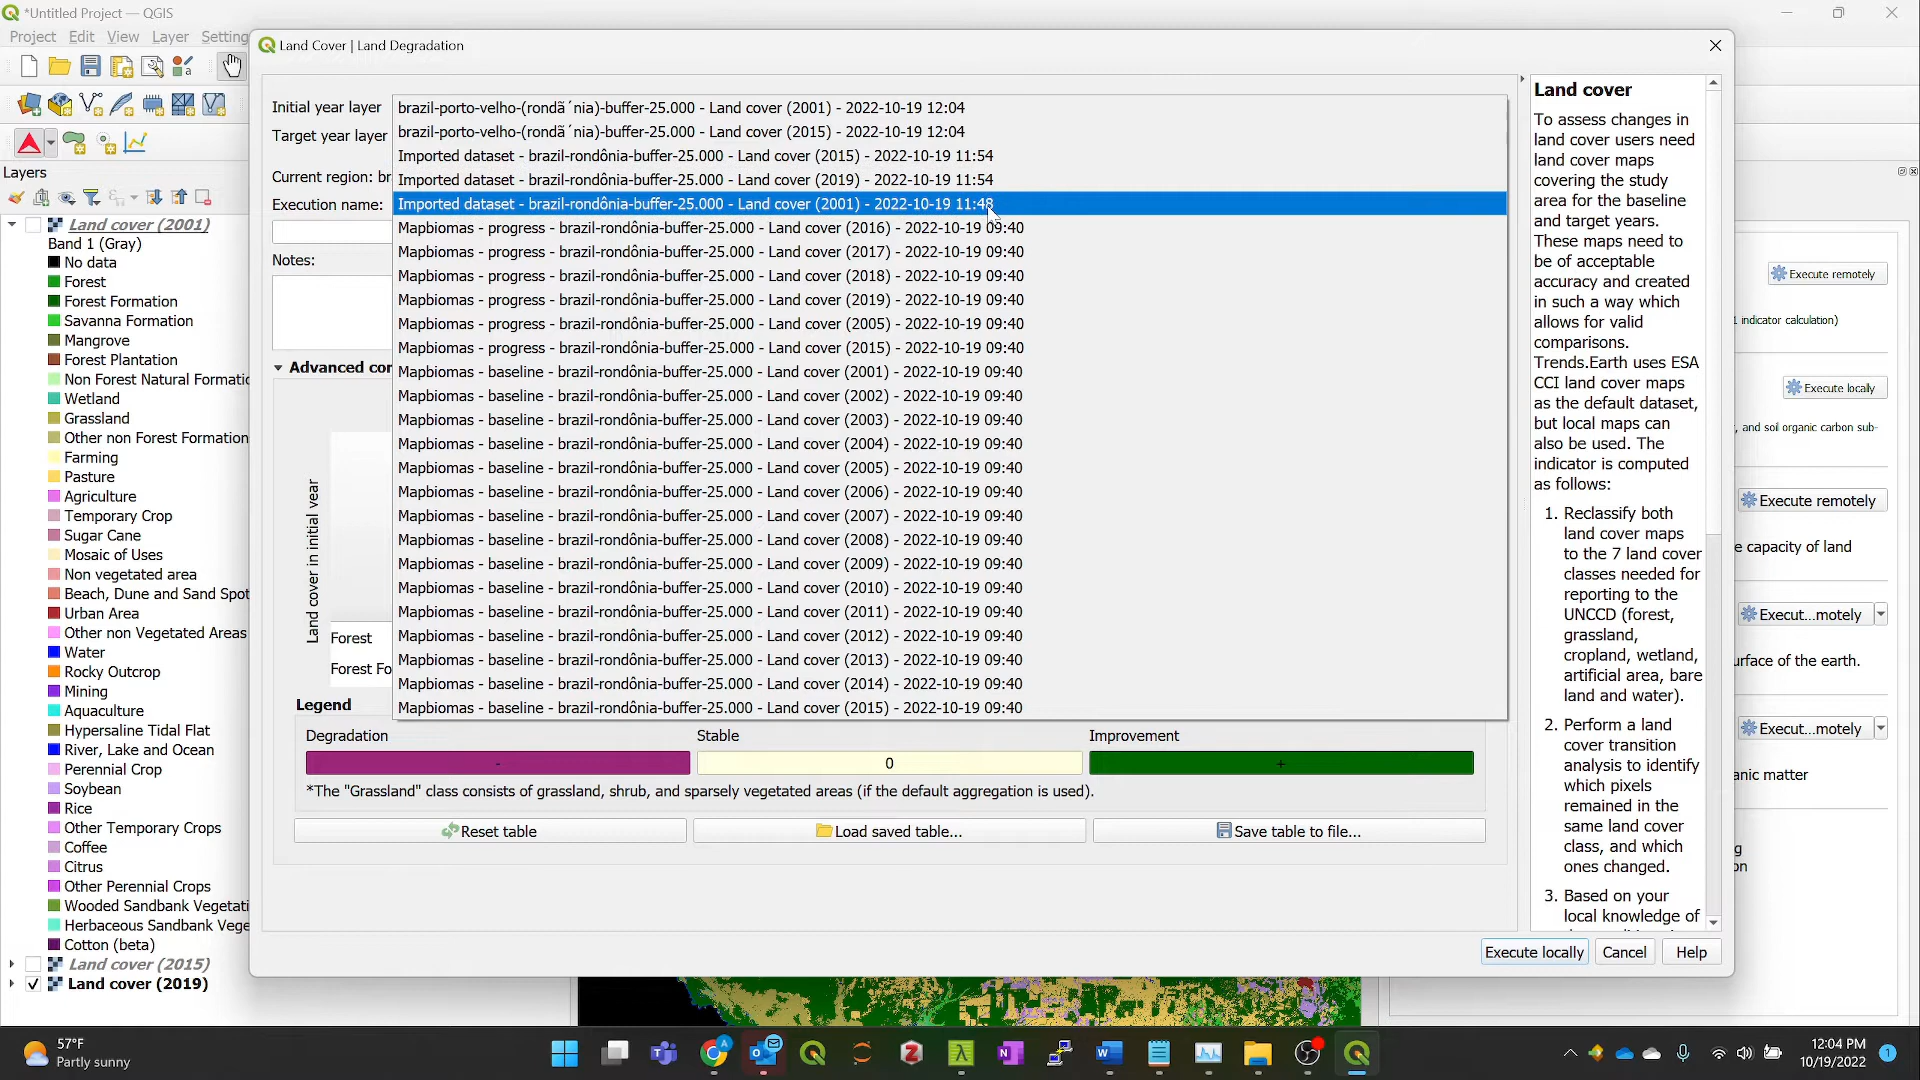 *Untitled Project — QGIS
Project Edit View Layer Setting
Land Cover | Land Degradation
Initial year layer
Target year layer
Current region: br
Execution name:
Notes:
Advanced cor
Land cover in initial year
Forest
Forest Fo
brazil-porto-velho-(rondã´nia)-buffer-25.000 - Land cover (2001) - 2022-10-19 12:04
brazil-porto-velho-(rondã´nia)-buffer-25.000 - Land cover (2015) - 2022-10-19 12:04
Imported dataset - brazil-rondônia-buffer-25.000 - Land cover (2015) - 2022-10-19 11:54
Imported dataset - brazil-rondônia-buffer-25.000 - Land cover (2019) - 2022-10-19 11:54
Imported dataset - brazil-rondônia-buffer-25.000 - Land cover (2001) - 2022-10-19 11:48
Mapbiomas - progress - brazil-rondônia-buffer-25.000 - Land cover (2016) - 2022-10-19 09:40
Mapbiomas - progress - brazil-rondônia-buffer-25.000 - Land cover (2017) - 2022-10-19 09:40
Mapbiomas - progress - brazil-rondônia-buffer-25.000 - Land cover (2018) - 2022-10-19 09:40
Mapbiomas - progress - brazil-rondônia-buffer-25.000 - Land cover (2019) - 2022-10-19 09:40
Mapbiomas - progress - brazil-rondônia-buffer-25.000 - Land cover (2005) - 2022-10-19 09:40
Mapbiomas - progress - brazil-rondônia-buffer-25.000 - Land cover (2015) - 2022-10-19 09:40
Mapbiomas - baseline - brazil-rondônia-buffer-25.000 - Land cover (2001) - 2022-10-19 09:40
Mapbiomas - baseline - brazil-rondônia-buffer-25.000 - Land cover (2002) - 2022-10-19 09:40
Mapbiomas - baseline - brazil-rondônia-buffer-25.000 - Land cover (2003) - 2022-10-19 09:40
Mapbiomas - baseline - brazil-rondônia-buffer-25.000 - Land cover (2004) - 2022-10-19 09:40
Mapbiomas - baseline - brazil-rondônia-buffer-25.000 - Land cover (2005) - 2022-10-19 09:40
Mapbiomas - baseline - brazil-rondônia-buffer-25.000 - Land cover (2006) - 2022-10-19 09:40
Mapbiomas - baseline - brazil-rondônia-buffer-25.000 - Land cover (2007) - 2022-10-19 09:40
Mapbiomas - baseline - brazil-rondônia-buffer-25.000 - Land cover (2008) - 2022-10-19 09:40
Mapbiomas - baseline - brazil-rondônia-buffer-25.000 - Land cover (2009) - 2022-10-19 09:40
Mapbiomas - baseline - brazil-rondônia-buffer-25.000 - Land cover (2010) - 2022-10-19 09:40
Mapbiomas - baseline - brazil-rondônia-buffer-25.000 - Land cover (2011) - 2022-10-19 09:40
Mapbiomas - baseline - brazil-rondônia-buffer-25.000 - Land cover (2012) - 2022-10-19 09:40
Mapbiomas - baseline - brazil-rondônia-buffer-25.000 - Land cover (2013) - 2022-10-19 09:40
Mapbiomas - baseline - brazil-rondônia-buffer-25.000 - Land cover (2014) - 2022-10-19 09:40
Mapbiomas - baseline - brazil-rondônia-buffer-25.000 - Land cover (2015) - 2022-10-19 09:40
Legend
Degradation Stable Improvement
- 0 +
*The "Grassland" class consists of grassland, shrub, and sparsely vegetated areas (if the default aggregation is used).
Reset table Load saved table... Save table to file...
Execute locally Cancel Help
Land cover
To assess changes in
land cover users need
land cover maps
covering the study
area for the baseline
and target years.
These maps need to
be of acceptable
accuracy and created
in such a way which
allows for valid
comparisons.
Trends.Earth uses ESA
CCI land cover maps
as the default dataset,
but local maps can
also be used. The
indicator is computed
as follows:
1. Reclassify both
land cover maps
to the 7 land cover
classes needed for
reporting to the
UNCCD (forest,
grassland,
cropland, wetland,
artificial area, bare
land and water).
2. Perform a land
cover transition
analysis to identify
which pixels
remained in the
same land cover
class, and which
ones changed.
3. Based on your
local knowledge of
Layers
Land cover (2001)
Band 1 (Gray)
No data
Forest
Forest Formation
Savanna Formation
Mangrove
Forest Plantation
Non Forest Natural Formatic
Wetland
Grassland
Other non Forest Formation
Farming
Pasture
Agriculture
Temporary Crop
Sugar Cane
Mosaic of Uses
Non vegetated area
Beach, Dune and Sand Spot
Urban Area
Other non Vegetated Areas
Water
Rocky Outcrop
Mining
Aquaculture
Hypersaline Tidal Flat
River, Lake and Ocean
Perennial Crop
Soybean
Rice
Other Temporary Crops
Coffee
Citrus
Other Perennial Crops
Wooded Sandbank Vegetati
Herbaceous Sandbank Vege
Cotton (beta)
Land cover (2015)
Land cover (2019)
Execute remotely
1 indicator calculation)
Execute locally
, and soil organic carbon sub-
Execute remotely
e capacity of land
Execut...motely
urface of the earth.
Execut...motely
anic matter
g
on
57°F
Partly sunny
12:04 PM
10/19/2022
1